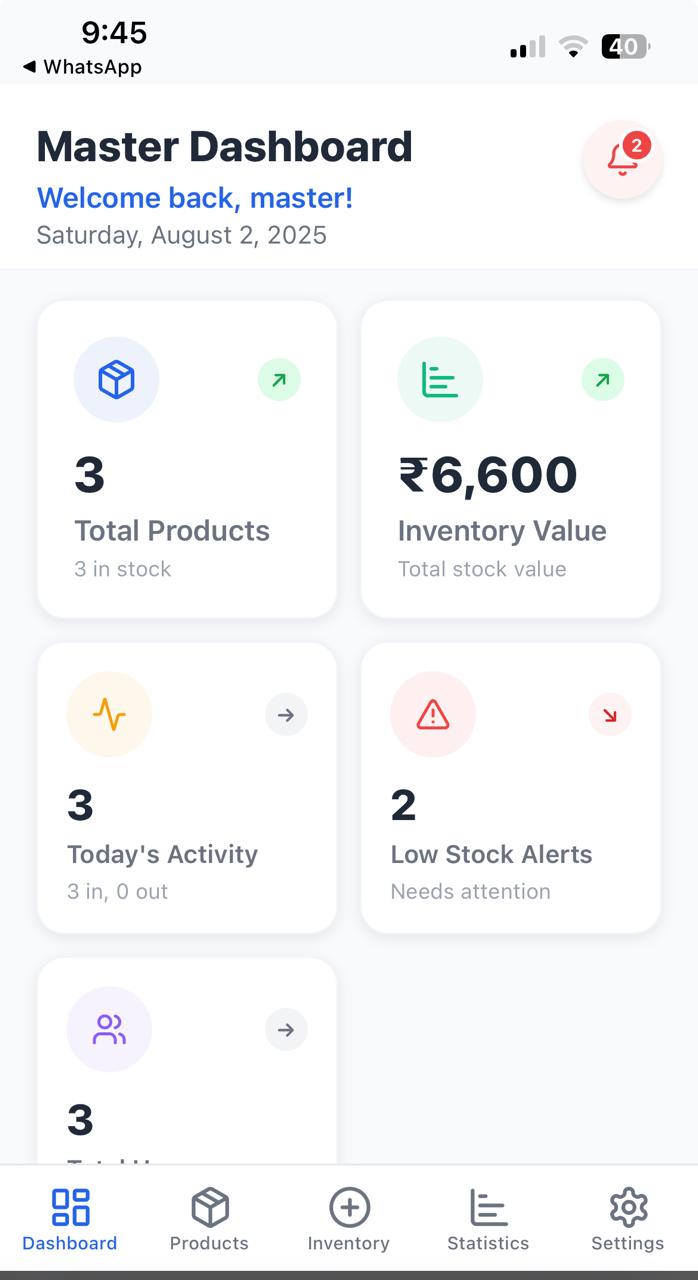 9:45
◀ WhatsApp
40
Master Dashboard
2
Welcome back, master!
Saturday, August 2, 2025
3
Total Products
3 in stock
₹6,600
Inventory Value
Total stock value
3
Today's Activity
3 in, 0 out
2
Low Stock Alerts
Needs attention
3
Dashboard
Products
Inventory
Statistics
Settings